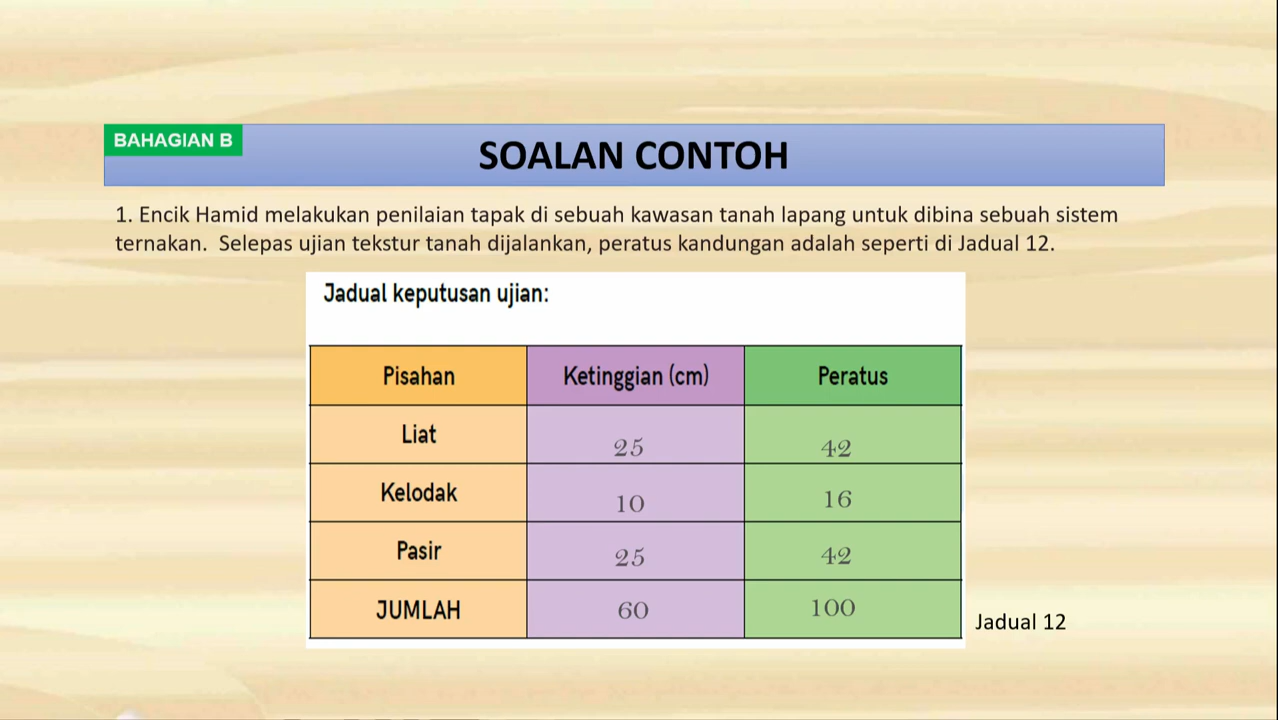 BAHAGIAN B
SOALAN CONTOH
1. Encik Hamid melakukan penilaian tapak di sebuah kawasan tanah lapang untuk dibina sebuah sistem
ternakan. Selepas ujian tekstur tanah dijalankan, peratus kandungan adalah seperti di Jadual 12.
Jadual keputusan ujian:
Pisahan Ketinggian (cm) Peratus
Liat 25 42
Kelodak 10 16
Pasir 25 42
JUMLAH 60 100
Jadual 12